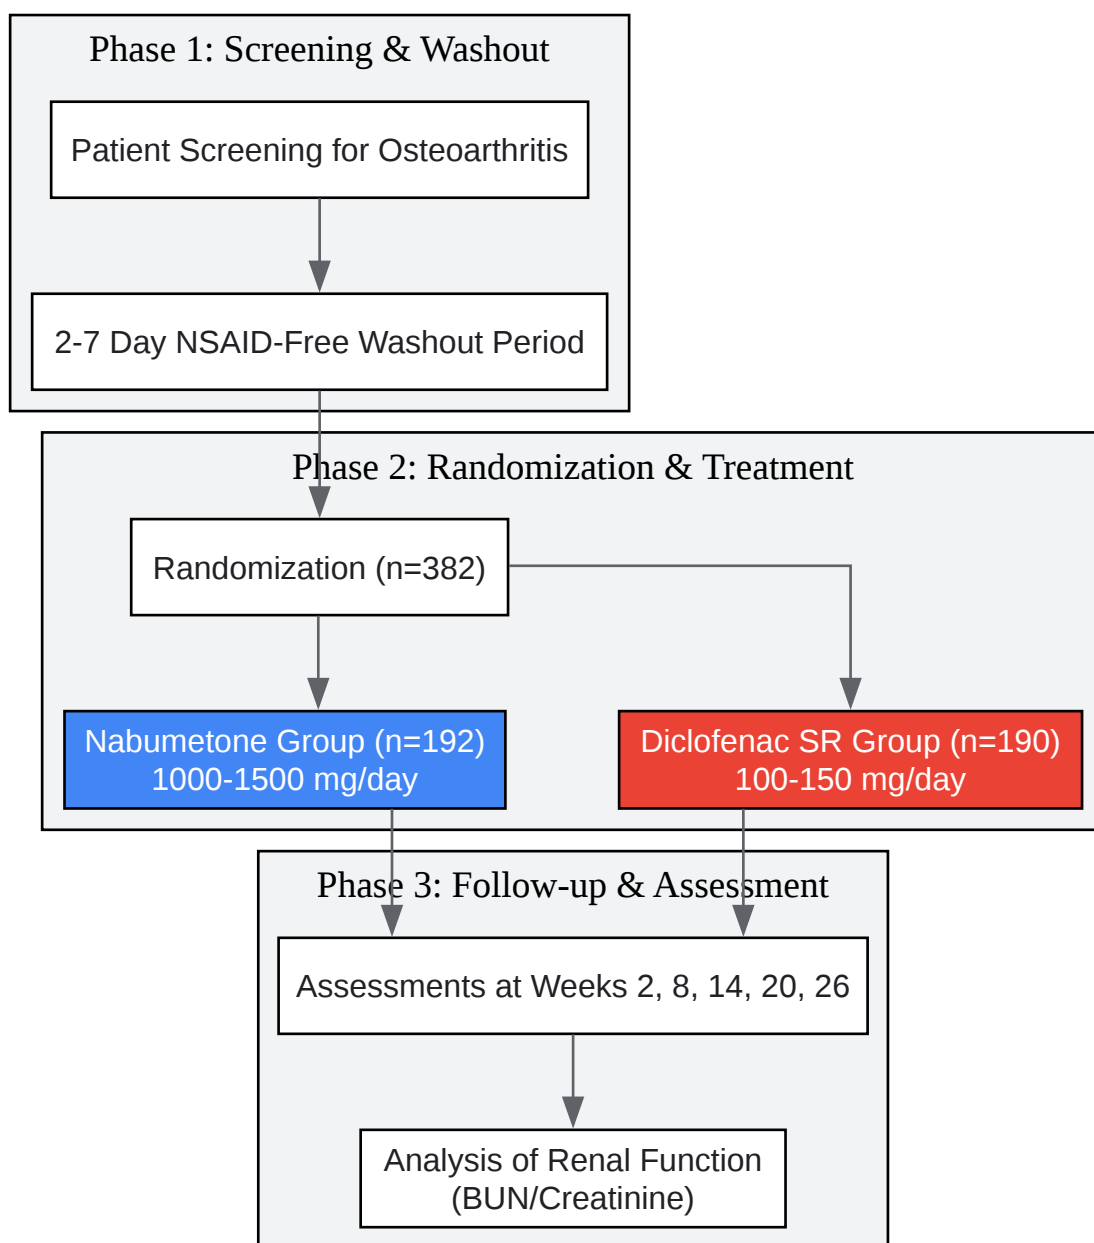 Phase 1: Screening & Washout
Patient Screening for Osteoarthritis
2-7 Day NSAID-Free Washout Period
Phase 2: Randomization & Treatment
Randomization (n=382)
Nabumetone Group (n=192)
1000-1500 mg/day
Diclofenac SR Group (n=190)
100-150 mg/day
Phase 3: Follow-up & Assessment
Assessments at Weeks 2, 8, 14, 20, 26
Analysis of Renal Function
(BUN/Creatinine)